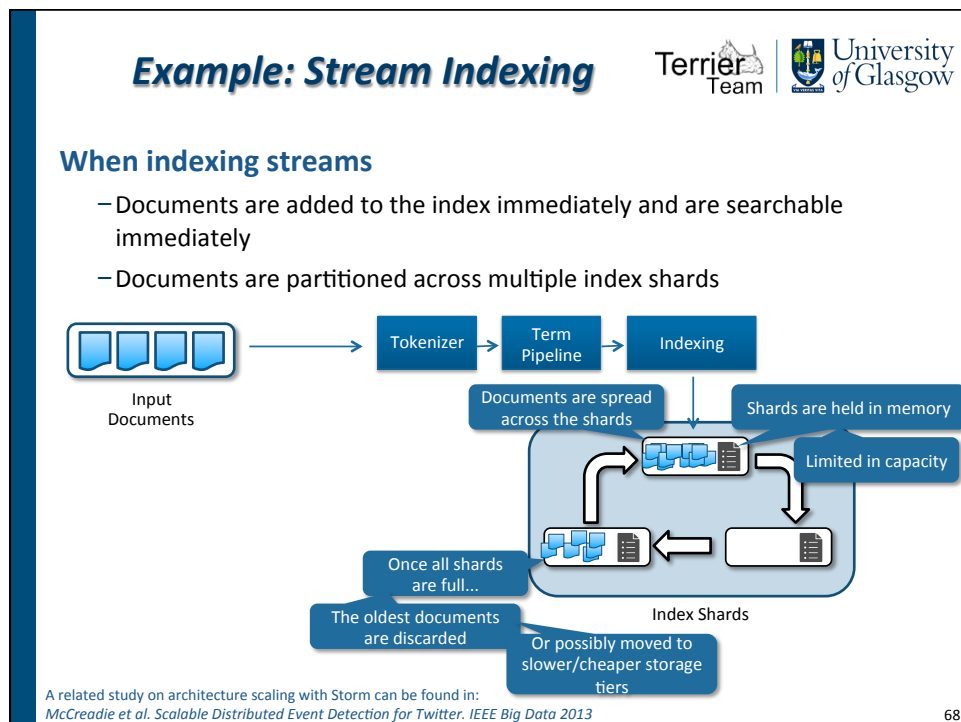 Example: Stream Indexing
Terrier
Team
University
of Glasgow
When indexing streams
–Documents are added to the index immediately and are searchable
immediately
–Documents are partitioned across multiple index shards
Input
Documents
Tokenizer
Term
Pipeline
Indexing
Documents are spread
across the shards
Shards are held in memory
Limited in capacity
Once all shards
are full...
The oldest documents
are discarded
Or possibly moved to
slower/cheaper storage
tiers
Index Shards
A related study on architecture scaling with Storm can be found in:
McCreadie et al. Scalable Distributed Event Detection for Twitter. IEEE Big Data 2013
68